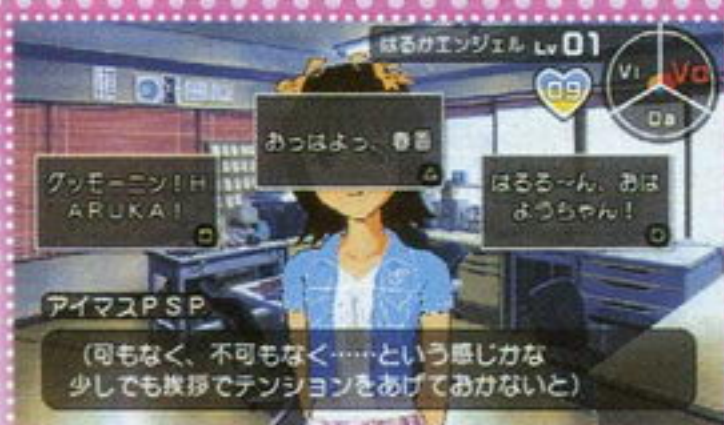 はるかエンジェル Lv 01
09
Vi
Vo
Da
おっはよっ、春香
△
グッモーニン！H
ARUKA！
□
はるる〜ん、おは
ようちゃん！
○
アイマスPSP
（可もなく、不可もなく……という感じかな
少しでも挨拶でテンションをあげておかないと）